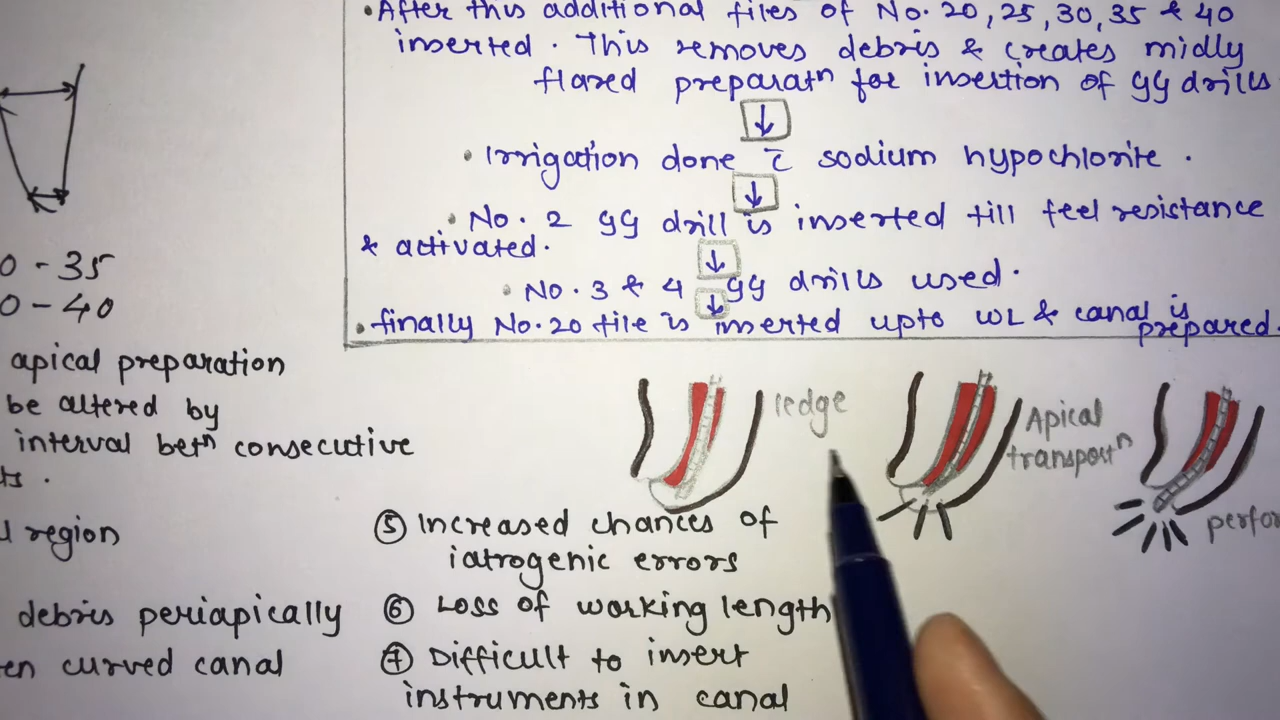 •After this additional files of No. 20, 25, 30, 35 & 40
inserted. This removes debris & creates midly
flared preparatⁿ for insertion of GG drills
↓
• Irrigation done c̄ sodium hypochlorite.
↓
• No. 2 GG drill is inserted till feel resistance
& activated.
↓
• No. 3 & 4 GG drills used.
↓
• finally No. 20 file is inserted upto WL & canal is
prepared.
0 - 35
0 - 40
apical preparation
be altered by
interval betⁿ consecutive
ts.
ledge
Apical
transportⁿ
perfor
region
debris periapically
en curved canal
⑤ Increased chances of
iatrogenic errors
⑥ Loss of working length
⑦ Difficult to insert
instruments in canal